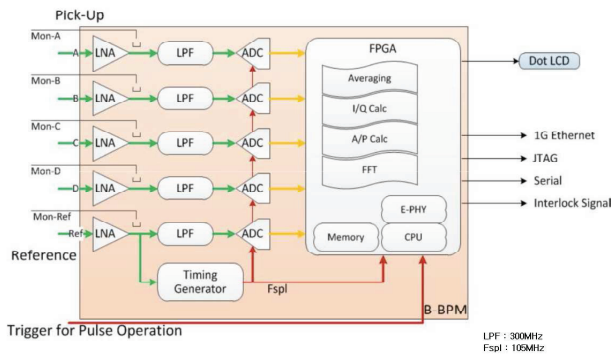 Pick-Up
Mon-A
A
LNA
LPF
ADC
Mon-B
B
LNA
LPF
ADC
Mon-C
C
LNA
LPF
ADC
Mon-D
D
LNA
LPF
ADC
Mon-Ref
Ref
LNA
LPF
ADC
Reference
Timing
Generator
Fspl
FPGA
Averaging
I/Q Calc
A/P Calc
FFT
E-PHY
Memory
CPU
Dot LCD
1G Ethernet
JTAG
Serial
Interlock Signal
B-BPM
Trigger for Pulse Operation
LPF : 300MHz
Fspl : 105MHz